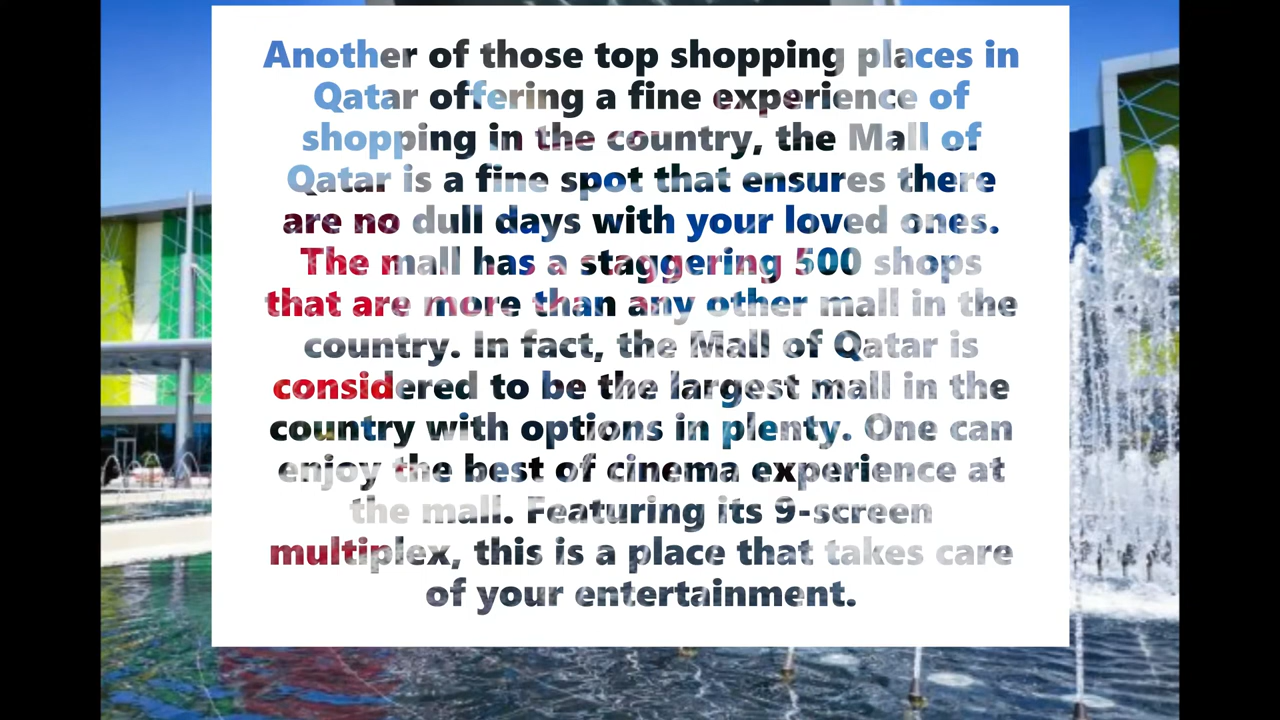 Another of those top shopping places in
Qatar offering a fine experience of
shopping in the country, the Mall of
Qatar is a fine spot that ensures there
are no dull days with your loved ones.
The mall has a staggering 500 shops
that are more than any other mall in the
country. In fact, the Mall of Qatar is
considered to be the largest mall in the
country with options in plenty. One can
enjoy the best of cinema experience at
the mall. Featuring its 9-screen
multiplex, this is a place that takes care
of your entertainment.